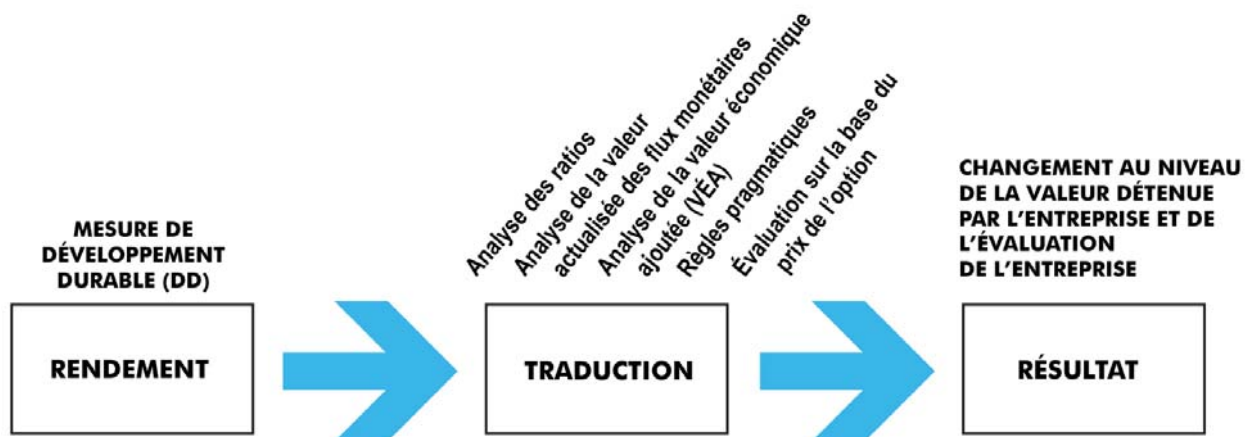 MESURE DE
DÉVELOPPEMENT
DURABLE (DD)
RENDEMENT
Analyse des ratios
Analyse de la valeur
actualisée des flux monétaires
Analyse de la valeur économique
ajoutée (VÉA)
Règles pragmatiques
Évaluation sur la base du
prix de l'option
TRADUCTION
CHANGEMENT AU NIVEAU
DE LA VALEUR DÉTENUE
PAR L'ENTREPRISE ET DE
L'ÉVALUATION
DE L'ENTREPRISE
RÉSULTAT